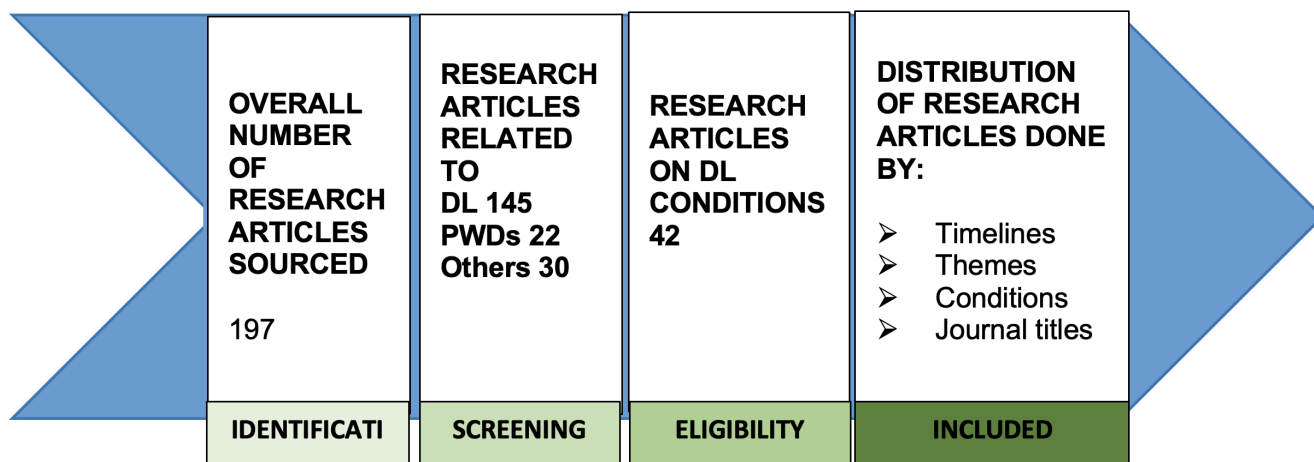 OVERALL
NUMBER
OF
RESEARCH
ARTICLES
SOURCED
197
IDENTIFICATI
RESEARCH
ARTICLES
RELATED
TO
DL 145
PWDs 22
Others 30
SCREENING
RESEARCH
ARTICLES
ON DL
CONDITIONS
42
ELIGIBILITY
DISTRIBUTION
OF RESEARCH
ARTICLES DONE
BY:
➢ Timelines
➢ Themes
➢ Conditions
➢ Journal titles
INCLUDED